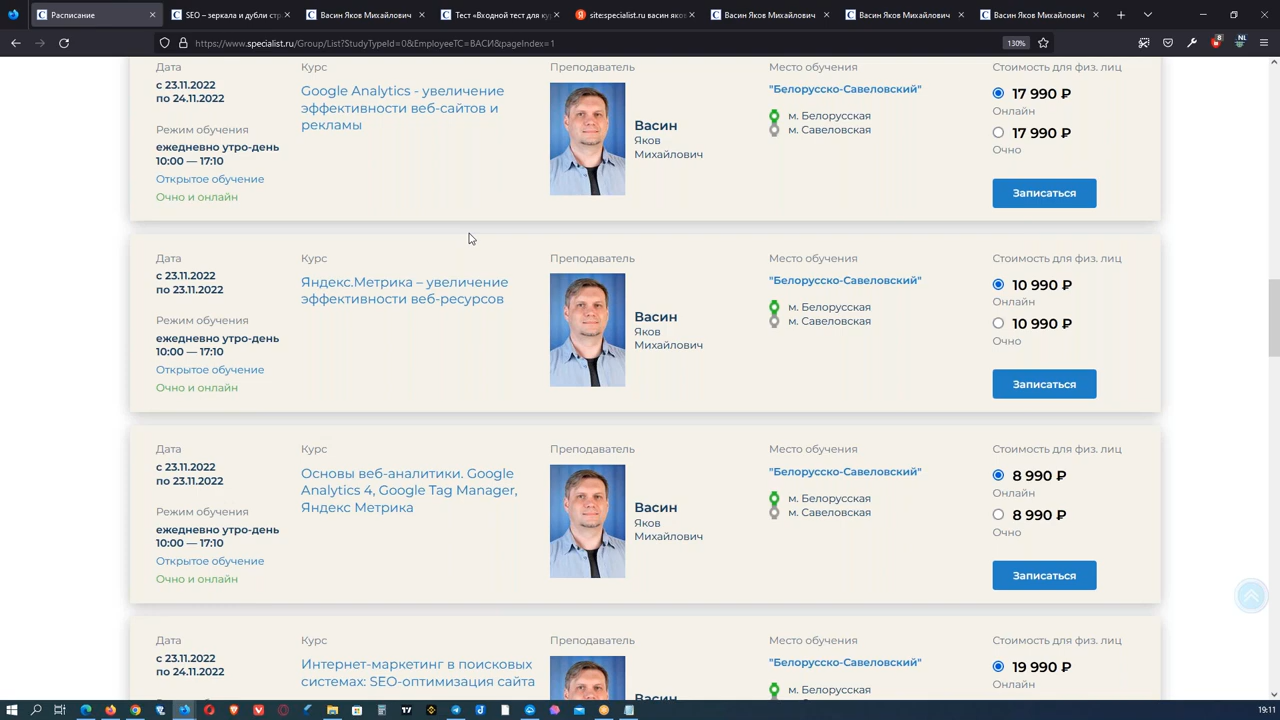 Расписание
SEO – зеркала и дубли стр
Васин Яков Михайлович
Тест «Входной тест для ку
site:specialist.ru васин яков
Васин Яков Михайлович
Васин Яков Михайлович
Васин Яков Михайлович
https://www.specialist.ru/Group/List?StudyTypeId=0&EmployeeTC=ВАСИ&pageIndex=1
130%
8
NL
Дата
Курс
Преподаватель
Место обучения
Стоимость для физ. лиц
с 23.11.2022
по 24.11.2022
Режим обучения
ежедневно утро-день
10:00 — 17:10
Открытое обучение
Очно и онлайн
Google Analytics - увеличение
эффективности веб-сайтов и
рекламы
Васин
Яков
Михайлович
"Белорусско-Савеловский"
м. Белорусская
м. Савеловская
17 990 ₽
Онлайн
17 990 ₽
Очно
Записаться
Дата
Курс
Преподаватель
Место обучения
Стоимость для физ. лиц
с 23.11.2022
по 23.11.2022
Режим обучения
ежедневно утро-день
10:00 — 17:10
Открытое обучение
Очно и онлайн
Яндекс.Метрика – увеличение
эффективности веб-ресурсов
Васин
Яков
Михайлович
"Белорусско-Савеловский"
м. Белорусская
м. Савеловская
10 990 ₽
Онлайн
10 990 ₽
Очно
Записаться
Дата
Курс
Преподаватель
Место обучения
Стоимость для физ. лиц
с 23.11.2022
по 23.11.2022
Режим обучения
ежедневно утро-день
10:00 — 17:10
Открытое обучение
Очно и онлайн
Основы веб-аналитики. Google
Analytics 4, Google Tag Manager,
Яндекс Метрика
Васин
Яков
Михайлович
"Белорусско-Савеловский"
м. Белорусская
м. Савеловская
8 990 ₽
Онлайн
8 990 ₽
Очно
Записаться
Дата
Курс
Преподаватель
Место обучения
Стоимость для физ. лиц
с 23.11.2022
по 24.11.2022
Интернет-маркетинг в поисковых
системах: SEO-оптимизация сайта
Васин
"Белорусско-Савеловский"
м. Белорусская
19 990 ₽
Онлайн
19:11